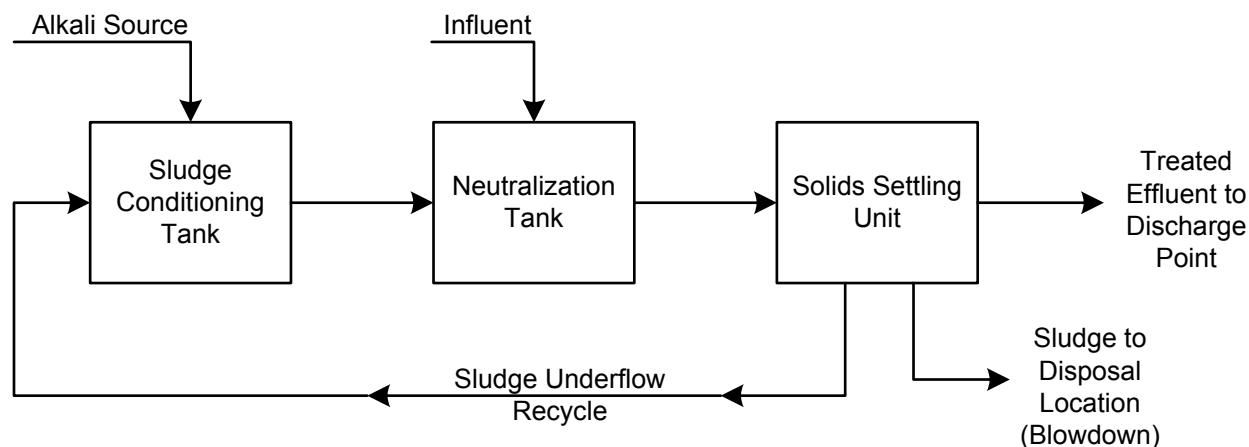 Alkali Source
Influent
Sludge
Conditioning
Tank
Neutralization
Tank
Solids Settling
Unit
Treated
Effluent to
Discharge
Point
Sludge Underflow
Recycle
Sludge to
Disposal
Location
(Blowdown)